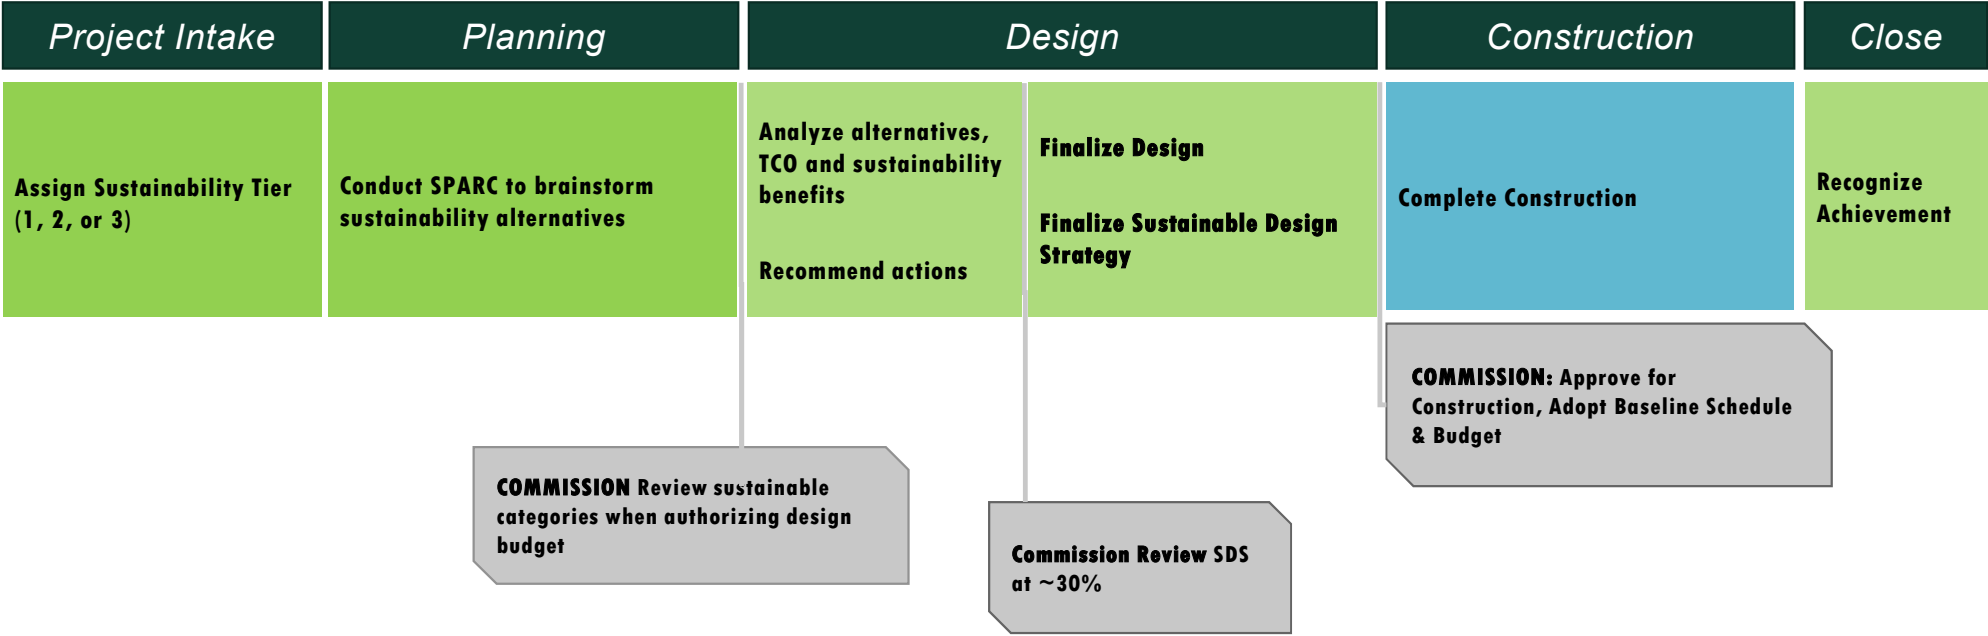 Project Intake
Planning
Design
Construction
Close
Assign Sustainability Tier
(1, 2, or 3)
Conduct SPARC to brainstorm
sustainability alternatives
Analyze alternatives,
TCO and sustainability
benefits
Recommend actions
Finalize Design
Finalize Sustainable Design
Strategy
Complete Construction
Recognize
Achievement
COMMISSION Review sustainable
categories when authorizing design
budget
Commission Review SDS
at ~30%
COMMISSION: Approve for
Construction, Adopt Baseline Schedule
& Budget